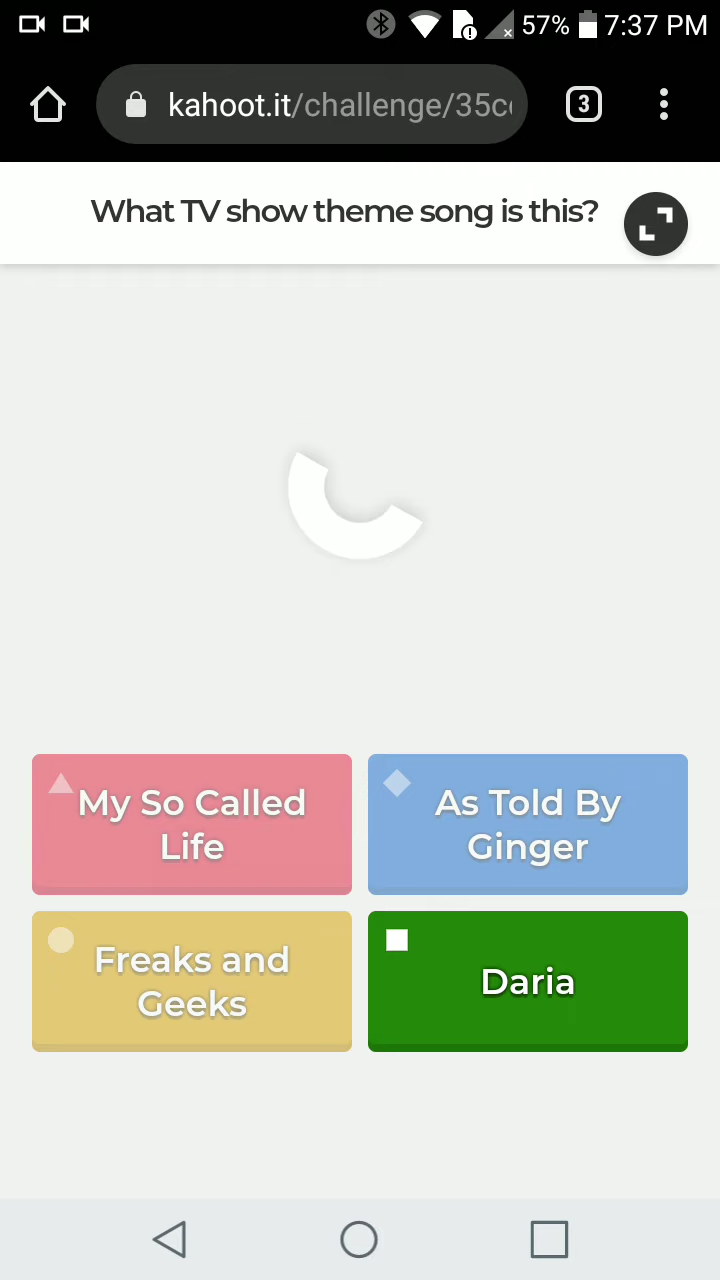 57% 7:37 PM
kahoot.it/challenge/35c
3
What TV show theme song is this?
My So Called
Life
As Told By
Ginger
Freaks and
Geeks
Daria